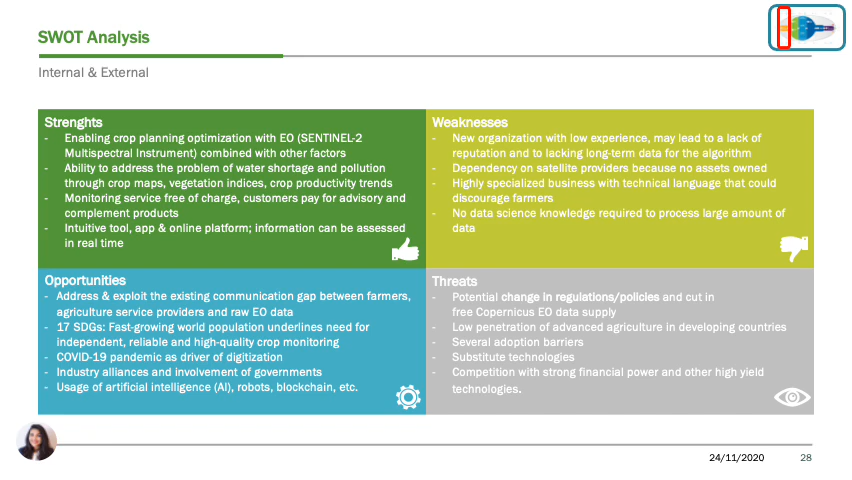 SWOT Analysis
Internal & External
Strenghts
- Enabling crop planning optimization with EO (SENTINEL-2
Multispectral Instrument) combined with other factors
- Ability to address the problem of water shortage and pollution
through crop maps, vegetation indices, crop productivity trends
- Monitoring service free of charge, customers pay for advisory and
complement products
- Intuitive tool, app & online platform; information can be assessed
in real time
Weaknesses
- New organization with low experience, may lead to a lack of
reputation and to lacking long-term data for the algorithm
- Dependency on satellite providers because no assets owned
- Highly specialized business with technical language that could
discourage farmers
- No data science knowledge required to process large amount of
data
Opportunities
- Address & exploit the existing communication gap between farmers,
agriculture service providers and raw EO data
- 17 SDGs: Fast-growing world population underlines need for
independent, reliable and high-quality crop monitoring
- COVID-19 pandemic as driver of digitization
- Industry alliances and involvement of governments
- Usage of artificial intelligence (AI), robots, blockchain, etc.
Threats
- Potential change in regulations/policies and cut in
free Copernicus EO data supply
- Low penetration of advanced agriculture in developing countries
- Several adoption barriers
- Substitute technologies
- Competition with strong financial power and other high yield
technologies.
24/11/2020
28